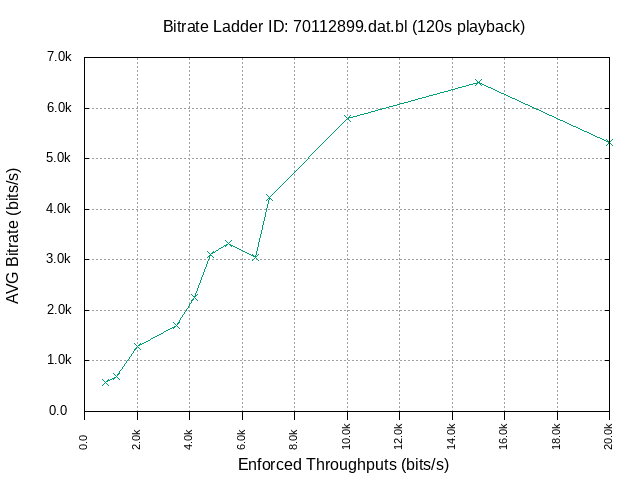 Bitrate Ladder ID: 70112899.dat.bl (120s playback)
7.0k
6.0k
5.0k
4.0k
3.0k
2.0k
1.0k
0.0
AVG Bitrate (bits/s)
0.0 2.0k 4.0k 6.0k 8.0k 10.0k 12.0k 14.0k 16.0k 18.0k 20.0k
Enforced Throughputs (bits/s)